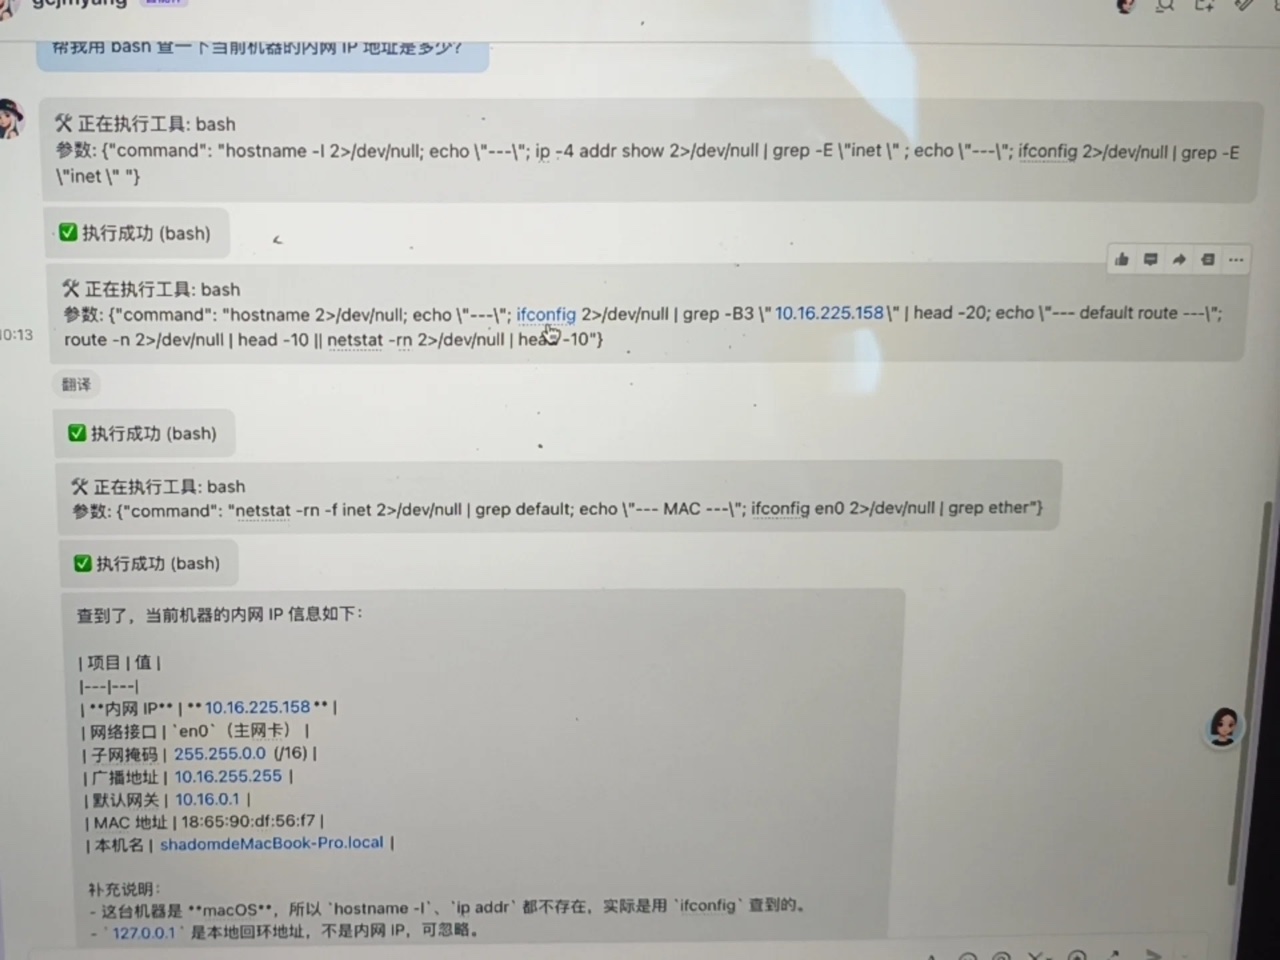 gcjinyang
帮我用 bash 查一下当前机器的内网 IP 地址是多少？
🛠 正在执行工具: bash
参数: {"command": "hostname -I 2>/dev/null; echo \"---\"; ip -4 addr show 2>/dev/null | grep -E \"inet \" ; echo \"---\"; ifconfig 2>/dev/null | grep -E
\"inet \" "}
✅ 执行成功 (bash)
🛠 正在执行工具: bash
参数: {"command": "hostname 2>/dev/null; echo \"---\"; ifconfig 2>/dev/null | grep -B3 \" 10.16.225.158 \" | head -20; echo \"--- default route ---\";
10:13
route -n 2>/dev/null | head -10 || netstat -rn 2>/dev/null | head -10"}
翻译
✅ 执行成功 (bash)
🛠 正在执行工具: bash
参数: {"command": "netstat -rn -f inet 2>/dev/null | grep default; echo \"--- MAC ---\"; ifconfig en0 2>/dev/null | grep ether"}
✅ 执行成功 (bash)
查到了，当前机器的内网 IP 信息如下：
| 项目 | 值 |
|---|---|
| **内网 IP** | ** 10.16.225.158 ** |
| 网络接口 | `en0`（主网卡） |
| 子网掩码 | 255.255.0.0 (/16) |
| 广播地址 | 10.16.255.255 |
| 默认网关 | 10.16.0.1 |
| MAC 地址 | 18:65:90:df:56:f7 |
| 本机名 | shadomdeMacBook-Pro.local |
补充说明：
- 这台机器是 **macOS**，所以 `hostname -I`、`ip addr` 都不存在，实际是用 `ifconfig` 查到的。
- ` 127.0.0.1 ` 是本地回环地址，不是内网 IP，可忽略。